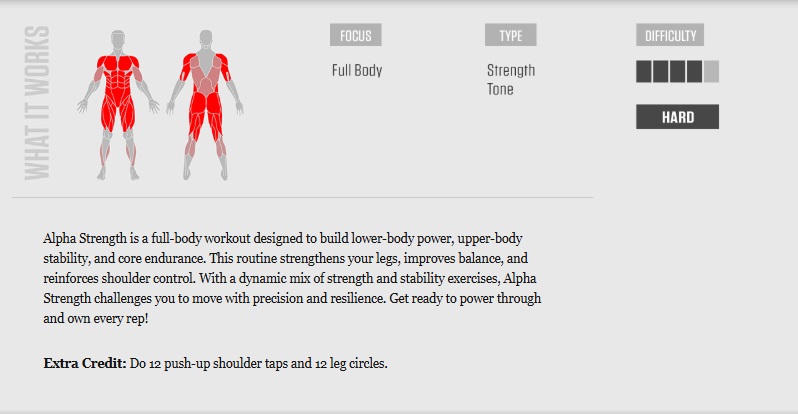 WHAT IT WORKS
FOCUS
Full Body
TYPE
Strength
Tone
DIFFICULTY
HARD
Alpha Strength is a full-body workout designed to build lower-body power, upper-body
stability, and core endurance. This routine strengthens your legs, improves balance, and
reinforces shoulder control. With a dynamic mix of strength and stability exercises, Alpha
Strength challenges you to move with precision and resilience. Get ready to power through
and own every rep!
Extra Credit: Do 12 push-up shoulder taps and 12 leg circles.